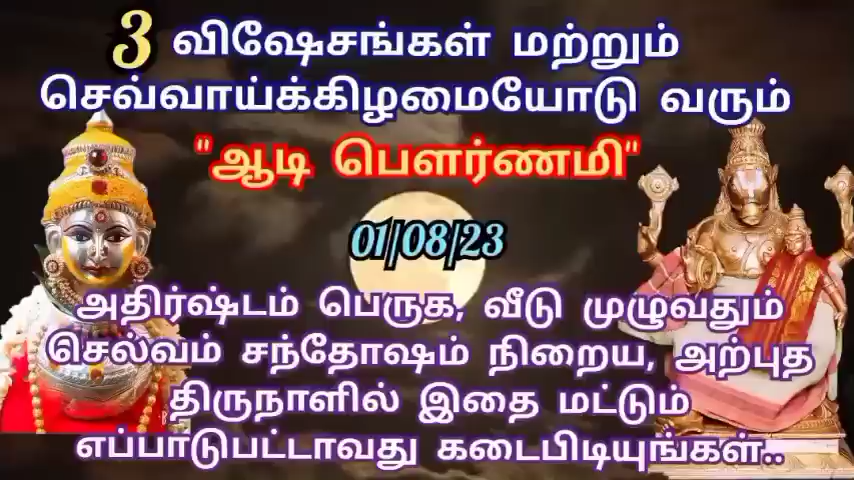 3 விஷேசங்கள் மற்றும்
செவ்வாய்க்கிழமையோடு வரும்
"ஆடி பௌர்ணமி"
01/08/23
அதிர்ஷ்டம் பெருக, வீடு முழுவதும்
செல்வம் சந்தோஷம் நிறைய, அற்புத
திருநாளில் இதை மட்டும்
எப்பாடுபட்டாவது கடைபிடியுங்கள்..